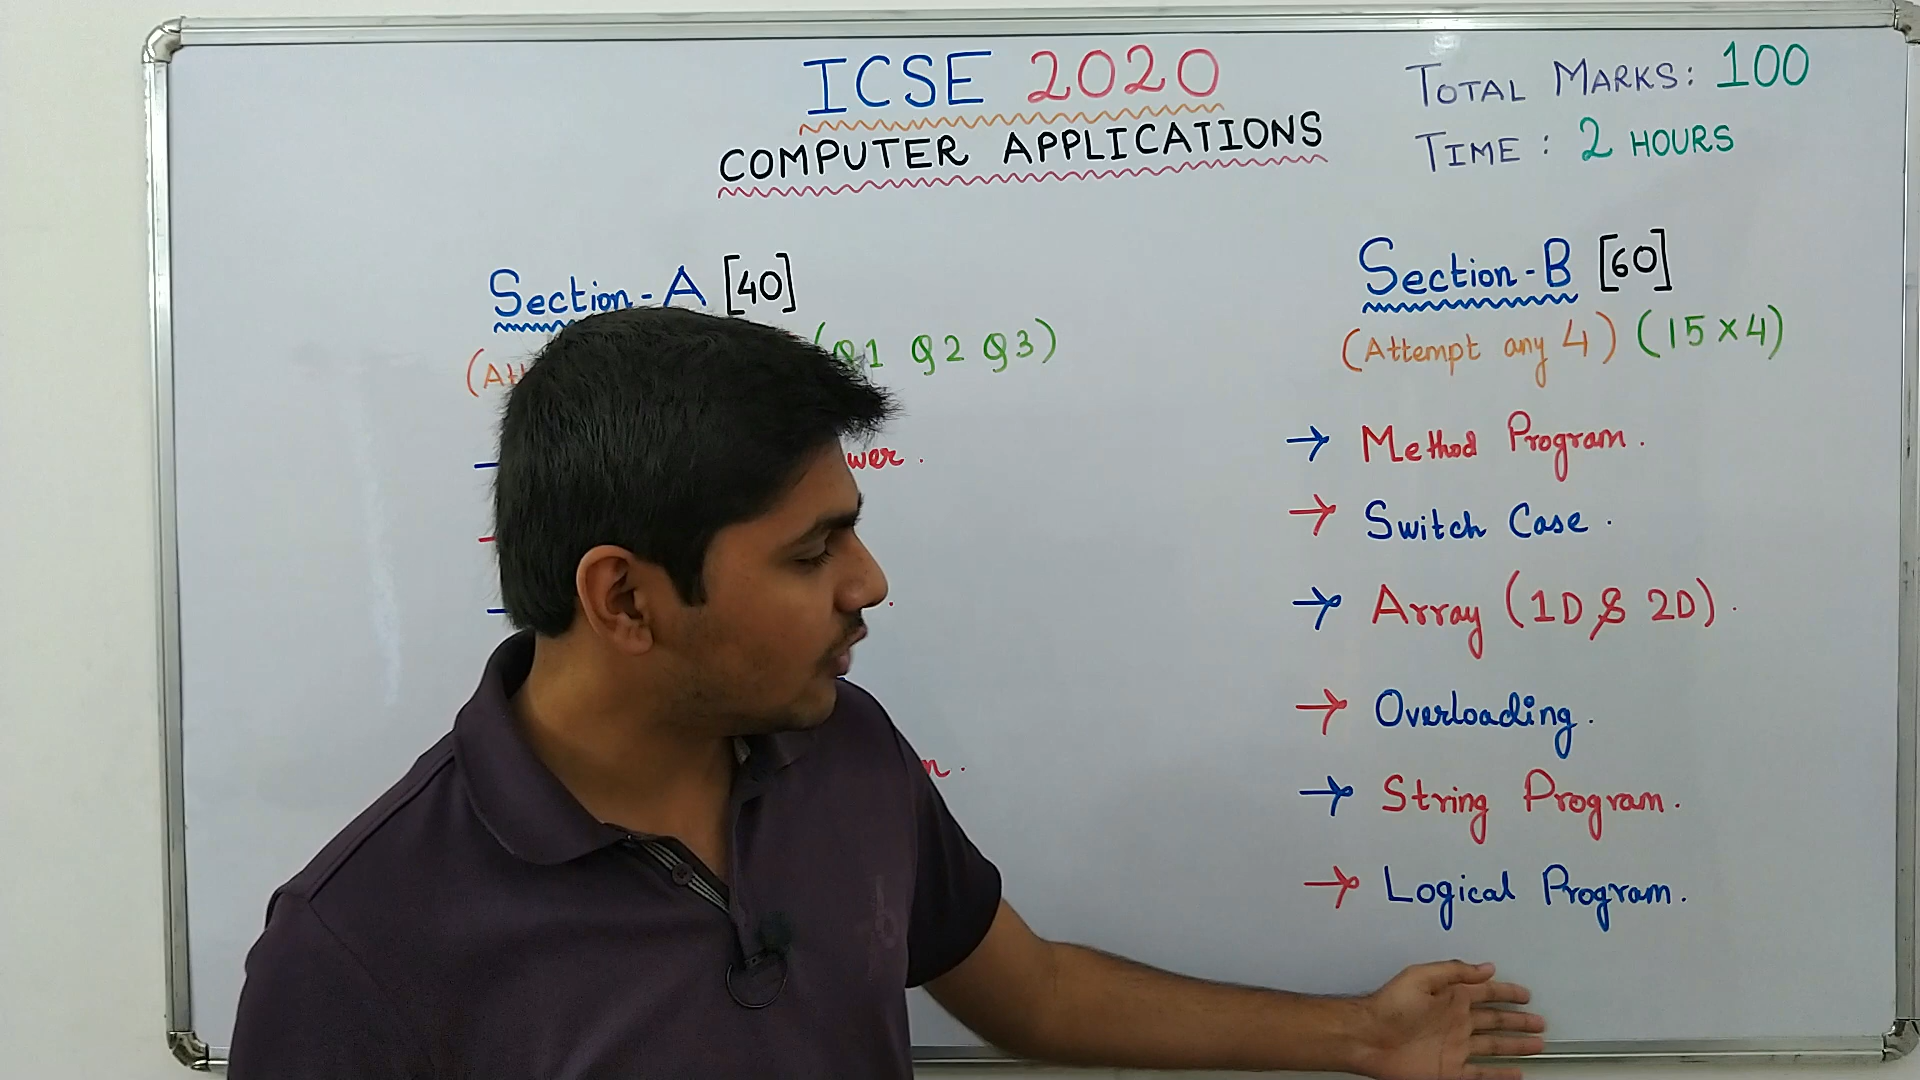 ICSE 2020
COMPUTER APPLICATIONS
TOTAL MARKS: 100
TIME : 2 HOURS
Section-A [40]
(Q1 Q2 Q3)
Section-B [60]
(Attempt any 4) (15 x 4)
→ Method Program.
→ Switch Case.
→ Array (1D & 2D).
→ Overloading.
→ String Program.
→ Logical Program.